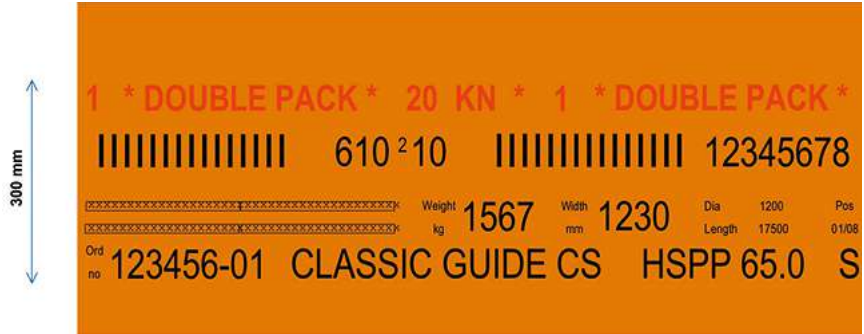 300 mm
1 * DOUBLE PACK * 20 KN * 1 * DOUBLE PACK *
610 ² 10 12345678
Weight kg 1567 Width mm 1230 Dia 1200 Pos
Length 17500 01/08
Ord no 123456-01 CLASSIC GUIDE CS HSPP 65.0 S